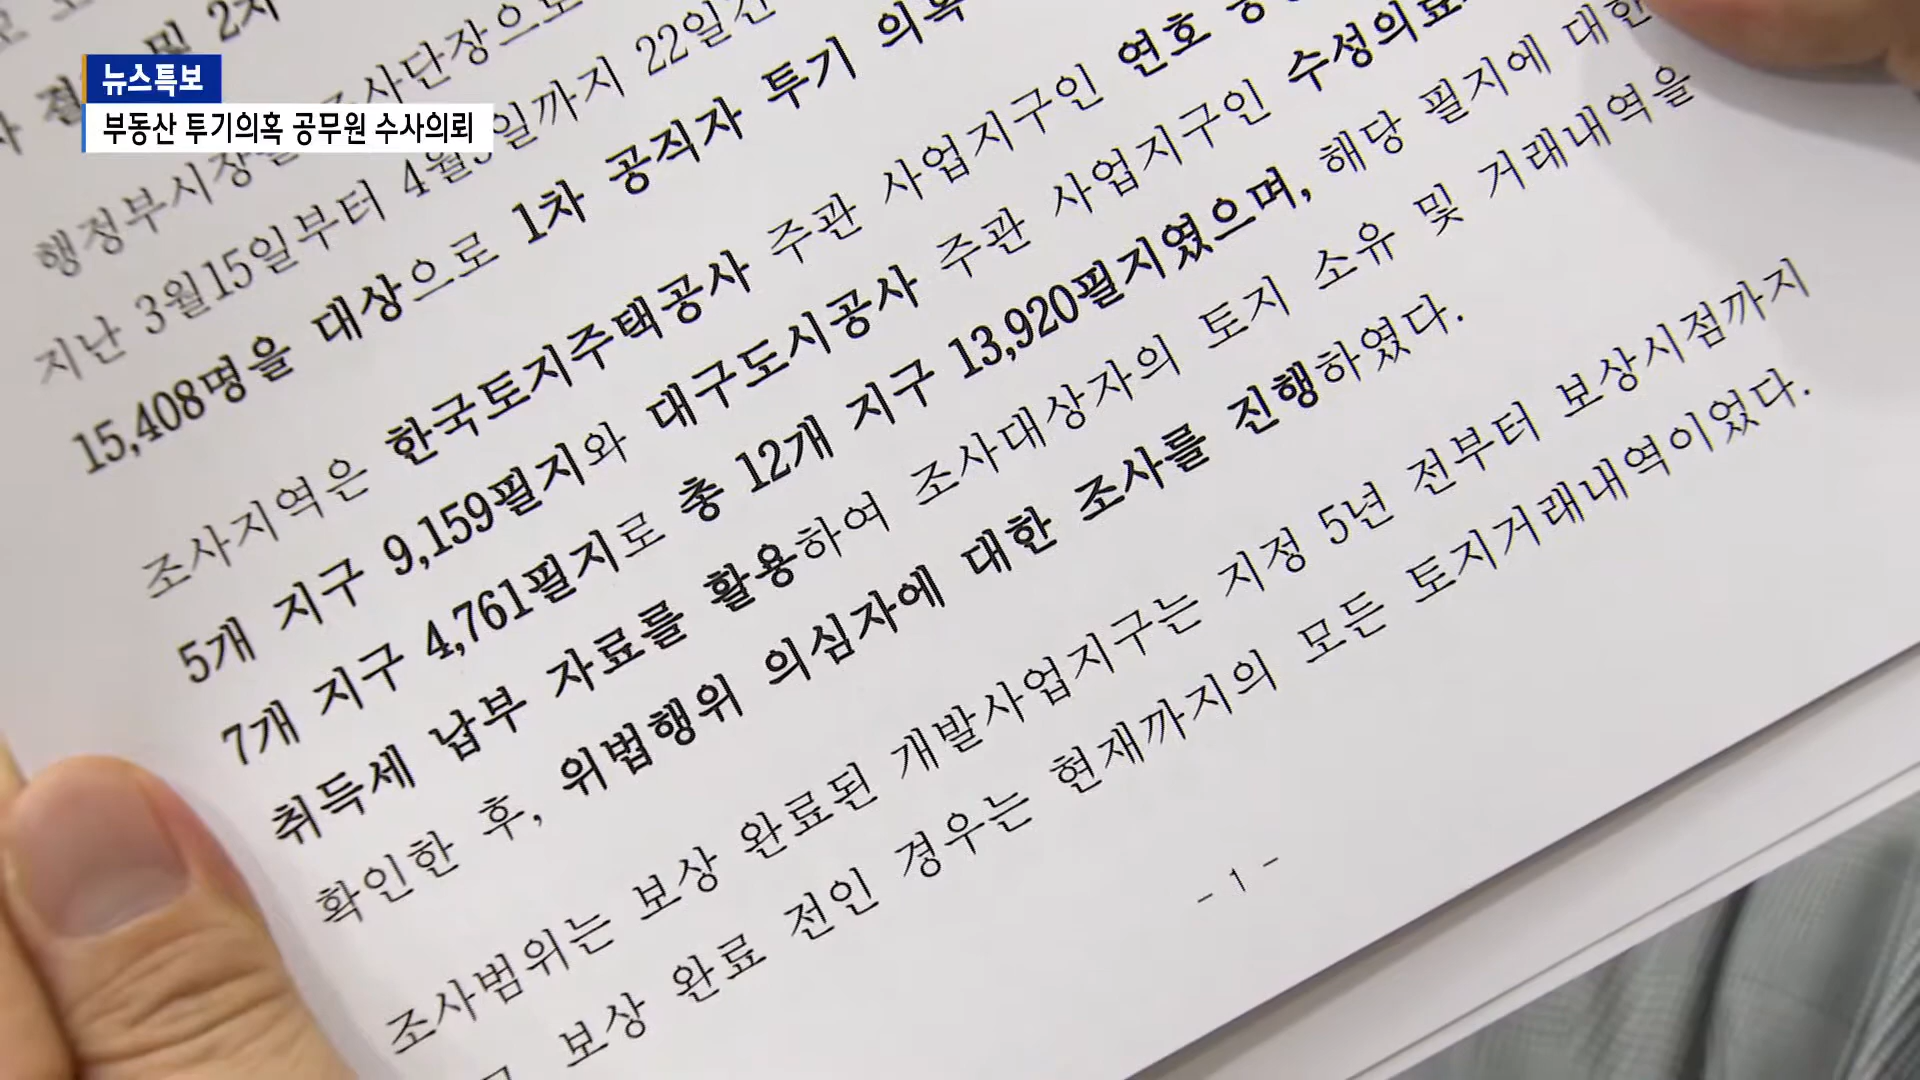 뉴스특보
부동산 투기의혹 공무원 수사의뢰
및 2차
행정부시장을 조사단장으로
지난 3월15일부터 4월5일까지 22일간
15,408명을 대상으로 1차 공직자 투기 의혹
조사지역은 한국토지주택공사 주관 사업지구인 연호
5개 지구 9,159필지와 대구도시공사 주관 사업지구인 수성의료
7개 지구 4,761필지로 총 12개 지구 13,920필지였으며, 해당 필지에 대한
취득세 납부 자료를 활용하여 조사대상자의 토지 소유 및 거래내역을
확인한 후, 위법행위 의심자에 대한 조사를 진행하였다.
조사범위는 보상 완료된 개발사업지구는 지정 5년 전부터 보상시점까지
보상 완료 전인 경우는 현재까지의 모든 토지거래내역이었다.
- 1 -